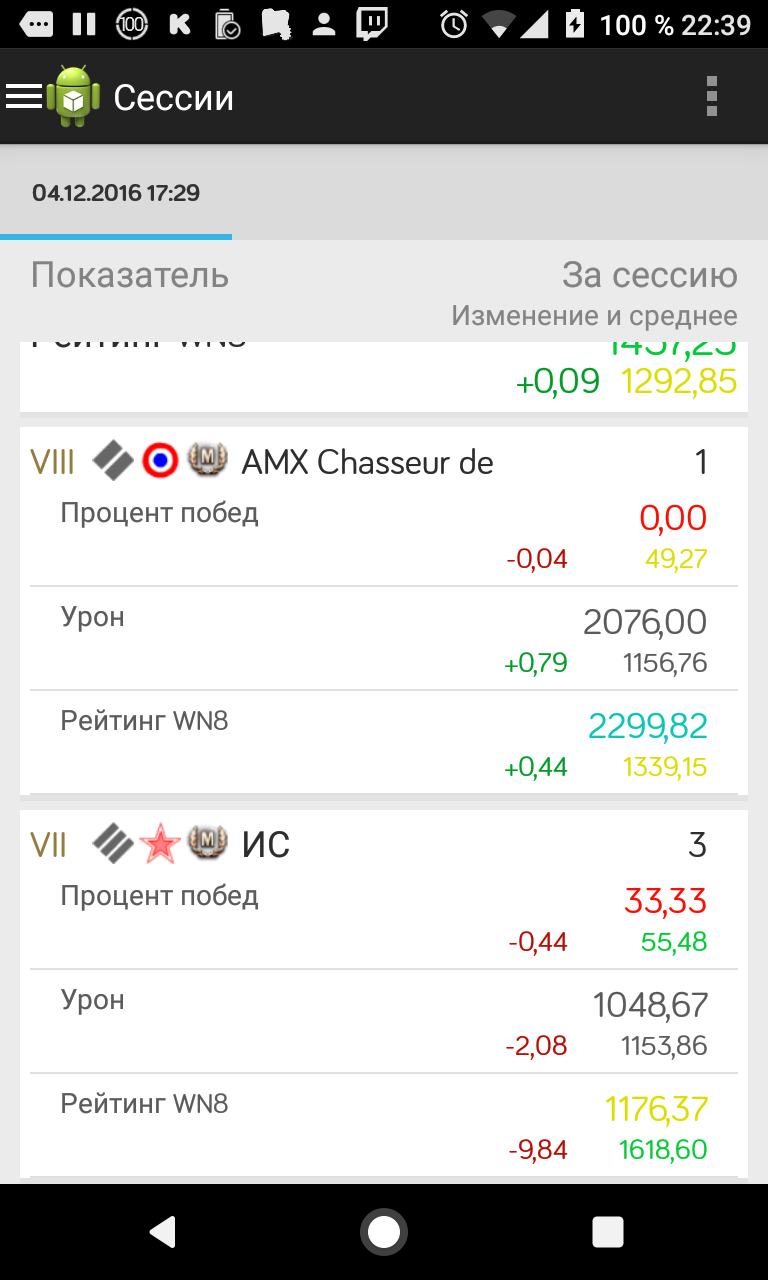 100 100 % 22:39
Сессии
04.12.2016 17:29
Показатель За сессию
Изменение и среднее
Рейтинг WN8 1457,25
+0,09 1292,85
VIII M AMX Chasseur de 1
Процент побед 0,00
-0,04 49,27
Урон 2076,00
+0,79 1156,76
Рейтинг WN8 2299,82
+0,44 1339,15
VII M ИС 3
Процент побед 33,33
-0,44 55,48
Урон 1048,67
-2,08 1153,86
Рейтинг WN8 1176,37
-9,84 1618,60